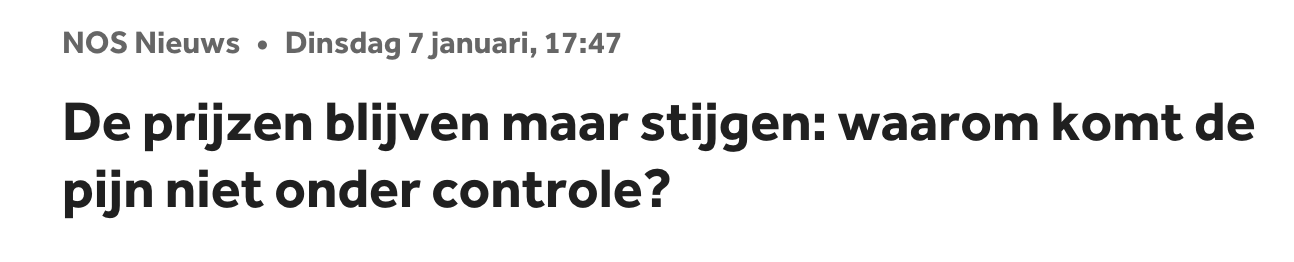 NOS Nieuws • Dinsdag 7 januari, 17:47
De prijzen blijven maar stijgen: waarom komt de
pijn niet onder controle?